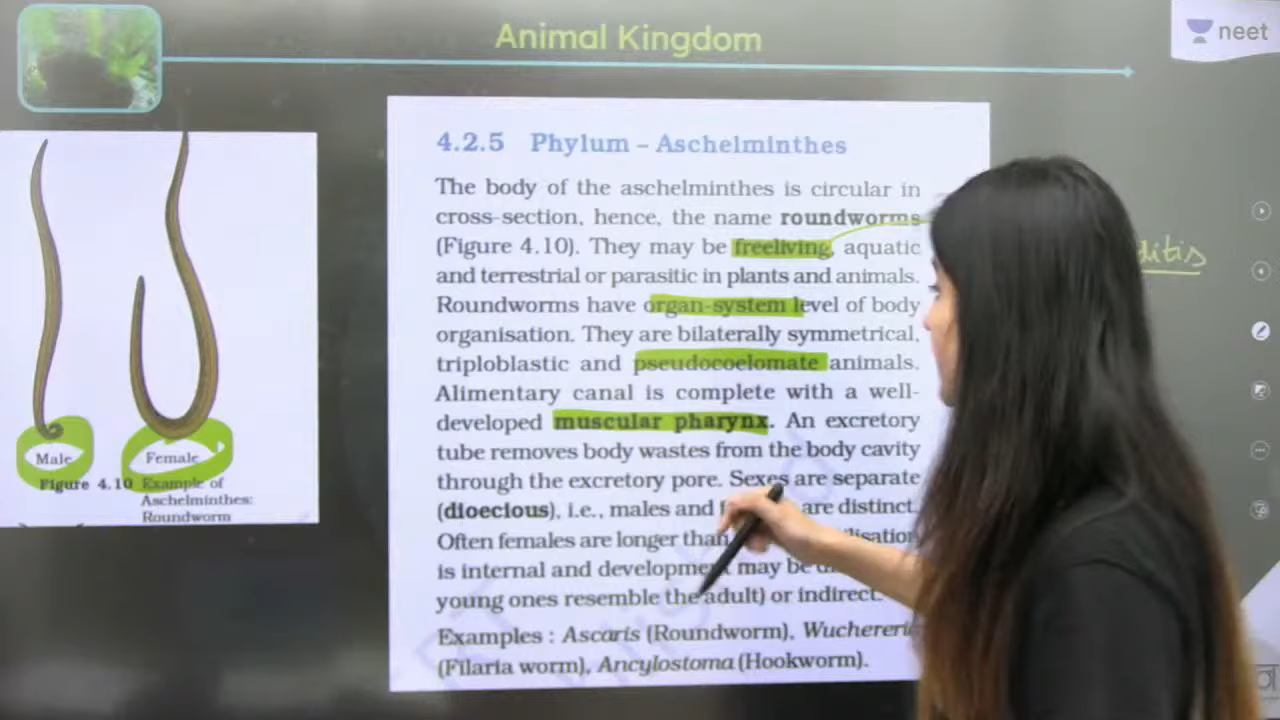 Animal Kingdom
neet
4.2.5 Phylum – Aschelminthes
The body of the aschelminthes is circular in
cross-section, hence, the name roundworms
(Figure 4.10). They may be freeliving, aquatic
and terrestrial or parasitic in plants and animals.
Roundworms have organ-system level of body
organisation. They are bilaterally symmetrical,
triploblastic and pseudocoelomate animals.
Alimentary canal is complete with a well-
developed muscular pharynx. An excretory
tube removes body wastes from the body cavity
through the excretory pore. Sexes are separate
(dioecious), i.e., males and are distinct.
Often females are longer than
is internal and development may be
young ones resemble the adult) or indirect.
Examples : Ascaris (Roundworm),
(Filaria worm), Ancylostoma (Hookworm).
Male
Female
Figure 4.10 Example of
Aschelminthes:
Roundworm